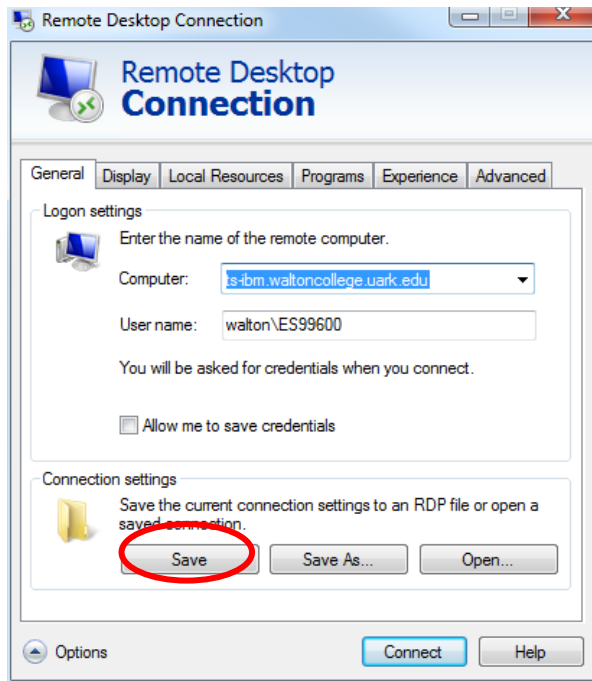 Remote Desktop Connection
Remote Desktop
Connection
General Display Local Resources Programs Experience Advanced
Logon settings
Enter the name of the remote computer.
Computer: ts-ibm.waltoncollege.uark.edu
User name: walton\ES99600
You will be asked for credentials when you connect.
Allow me to save credentials
Connection settings
Save the current connection settings to an RDP file or open a
saved connection.
Save Save As... Open...
Options Connect Help